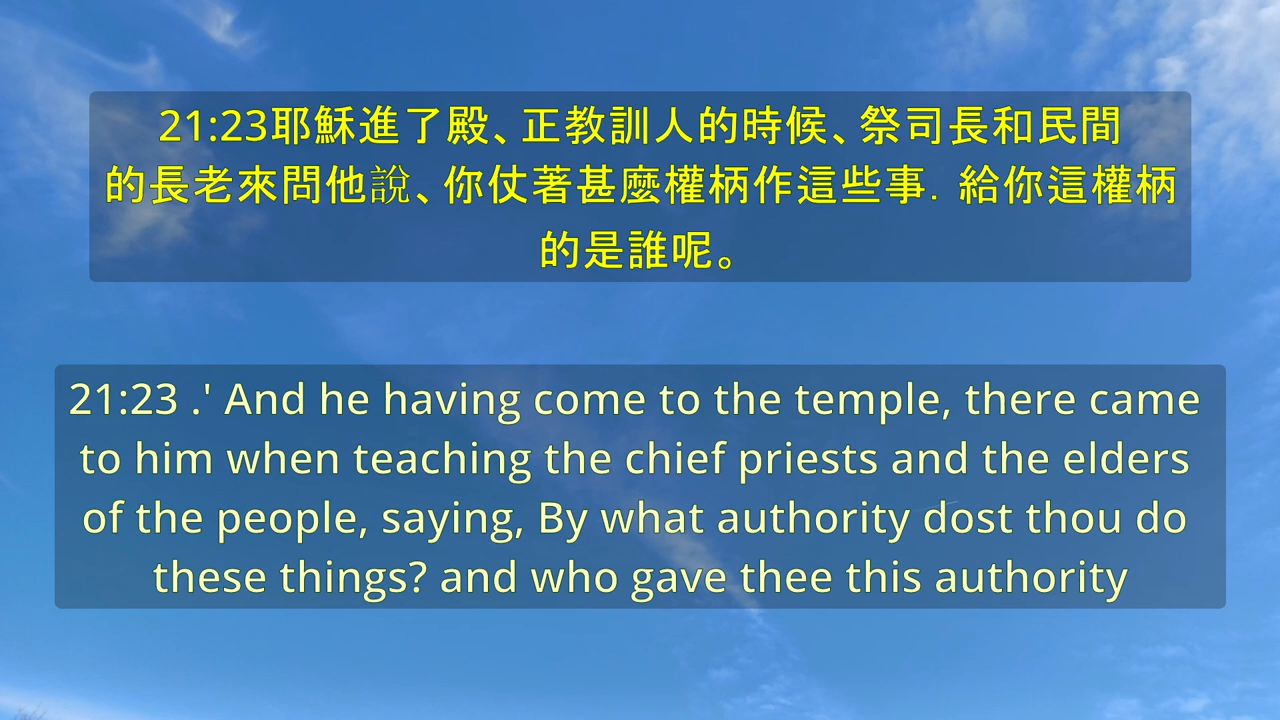 21:23耶穌進了殿、正教訓人的時候、祭司長和民間
的長老來問他說、你仗著甚麼權柄作這些事．給你這權柄
的是誰呢。
21:23 .' And he having come to the temple, there came
to him when teaching the chief priests and the elders
of the people, saying, By what authority dost thou do
these things? and who gave thee this authority